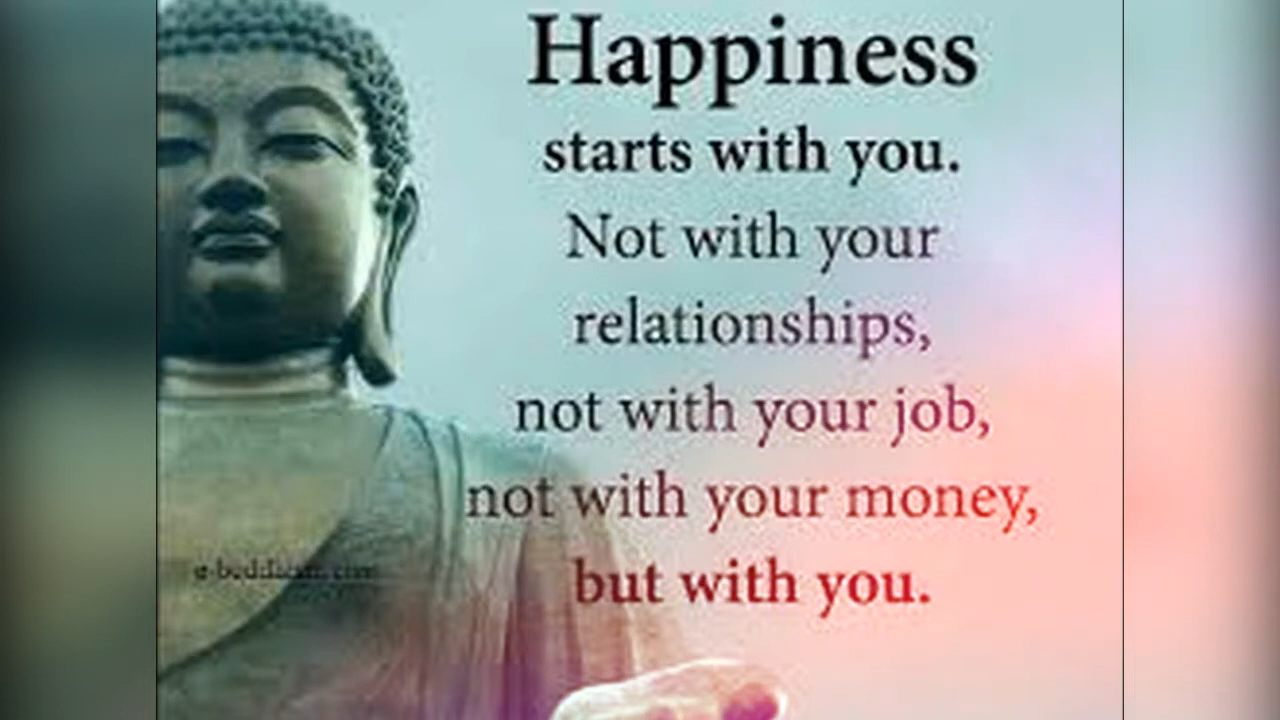 Happiness
starts with you.
Not with your
relationships,
not with your job,
not with your money,
but with you.